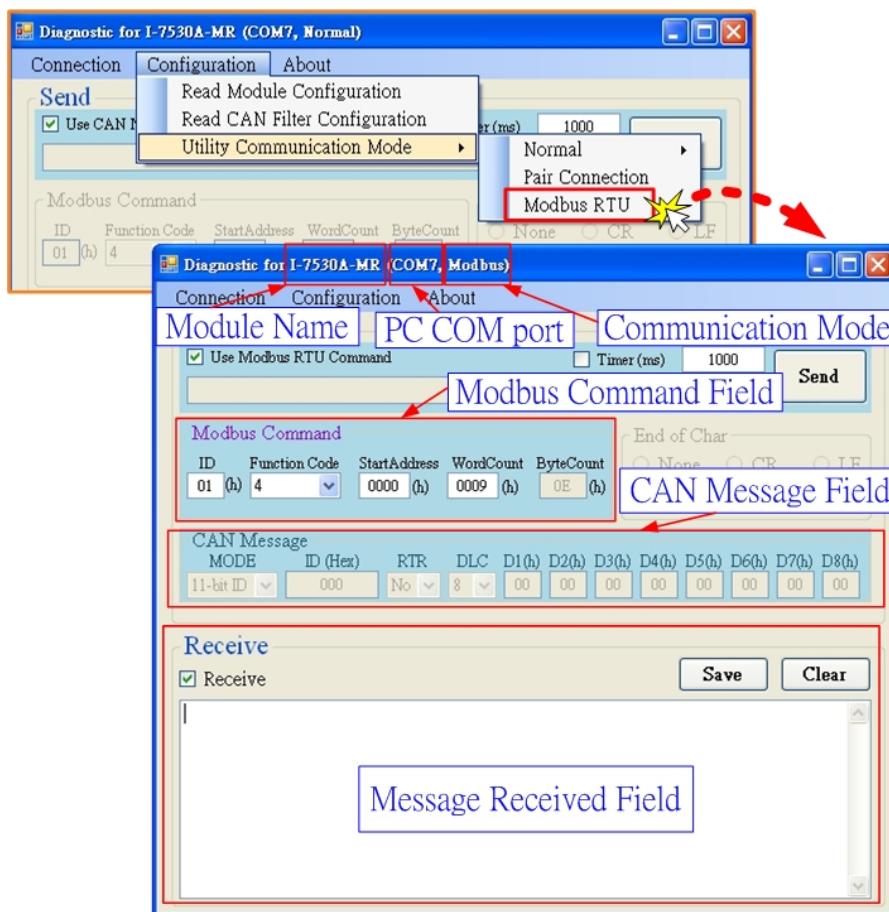 Diagnostic for I-7530A-MR (COM7, Normal)
Connection Configuration About
Send
Read Module Configuration
Use CAN
Read CAN Filter Configuration
er (ms) 1000
Utility Communication Mode
Normal
Pair Connection
Modbus Command
Modbus RTU
ID Function Code StartAddress WordCount ByteCount
None CR LF
01 (h) 4
Diagnostic for I-7530A-MR (COM7, Modbus)
Connection Configuration About
Module Name PC COM port Communication Mode
Use Modbus RTU Command Timer (ms) 1000
Send
Modbus Command Field
Modbus Command
End of Char
ID Function Code StartAddress WordCount ByteCount
None CR LF
01 (h) 4 0000 (h) 0009 (h) 0E (h)
CAN Message Field
CAN Message
MODE ID (Hex) RTR DLC D1(h) D2(h) D3(h) D4(h) D5(h) D6(h) D7(h) D8(h)
11-bit ID 000 No 8 00 00 00 00 00 00 00 00
Receive
Receive Save Clear
Message Received Field